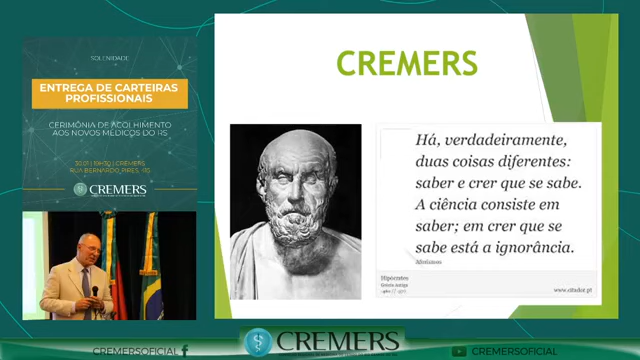 SOLENIDADE
ENTREGA DE CARTEIRAS
PROFISSIONAIS
CERIMÔNIA DE ACOLHIMENTO
AOS NOVOS MÉDICOS DO RS
30.01 | 19H30 | CREMERS
RUA BERNARDO PIRES, 415
CREMERS
CREMERS
Há, verdadeiramente,
duas coisas diferentes:
saber e crer que se sabe.
A ciência consiste em
saber; em crer que se
sabe está a ignorância.
Hipócrates
Grécia Antiga
www.citador.pt
CREMERSOFICIAL
CREMERS
CREMERSOFICIAL